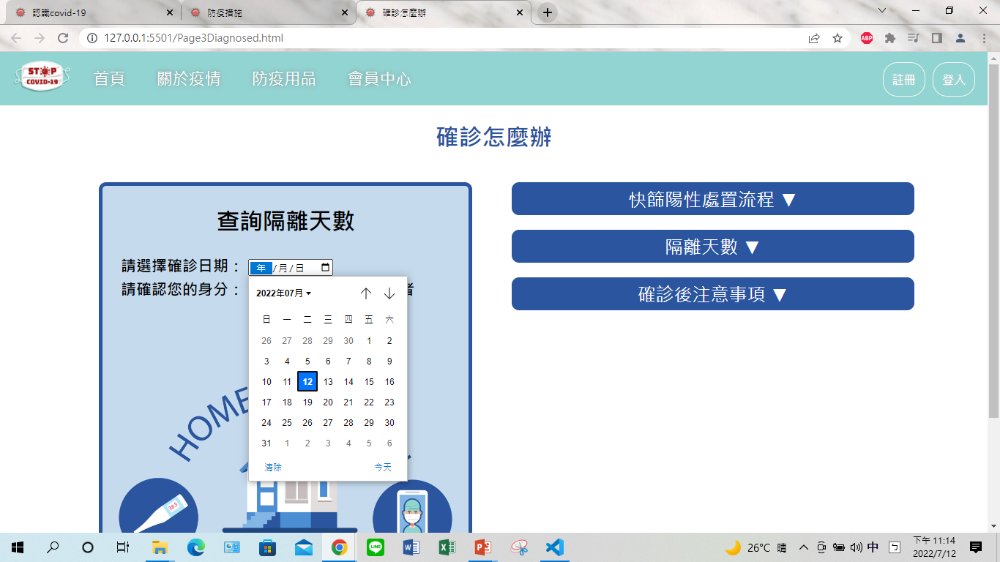 認識covid-19
防疫措施
確診怎麼辦
127.0.0.1:5501/Page3Diagnosed.html
ABP
STOP
COVID-19
首頁 關於疫情 防疫用品 會員中心
註冊 登入
確診怎麼辦
查詢隔離天數
請選擇確診日期: 年/月/日
請確認您的身分: 者
2022年07月
日 一 二 三 四 五 六
26 27 28 29 30 1 2
3 4 5 6 7 8 9
10 11 12 13 14 15 16
17 18 19 20 21 22 23
24 25 26 27 28 29 30
31 1 2 3 4 5 6
清除 今天
HOME
38.5
快篩陽性處置流程 ▼
隔離天數 ▼
確診後注意事項 ▼
LINE
26°C 晴
中
下午 11:14
2022/7/12